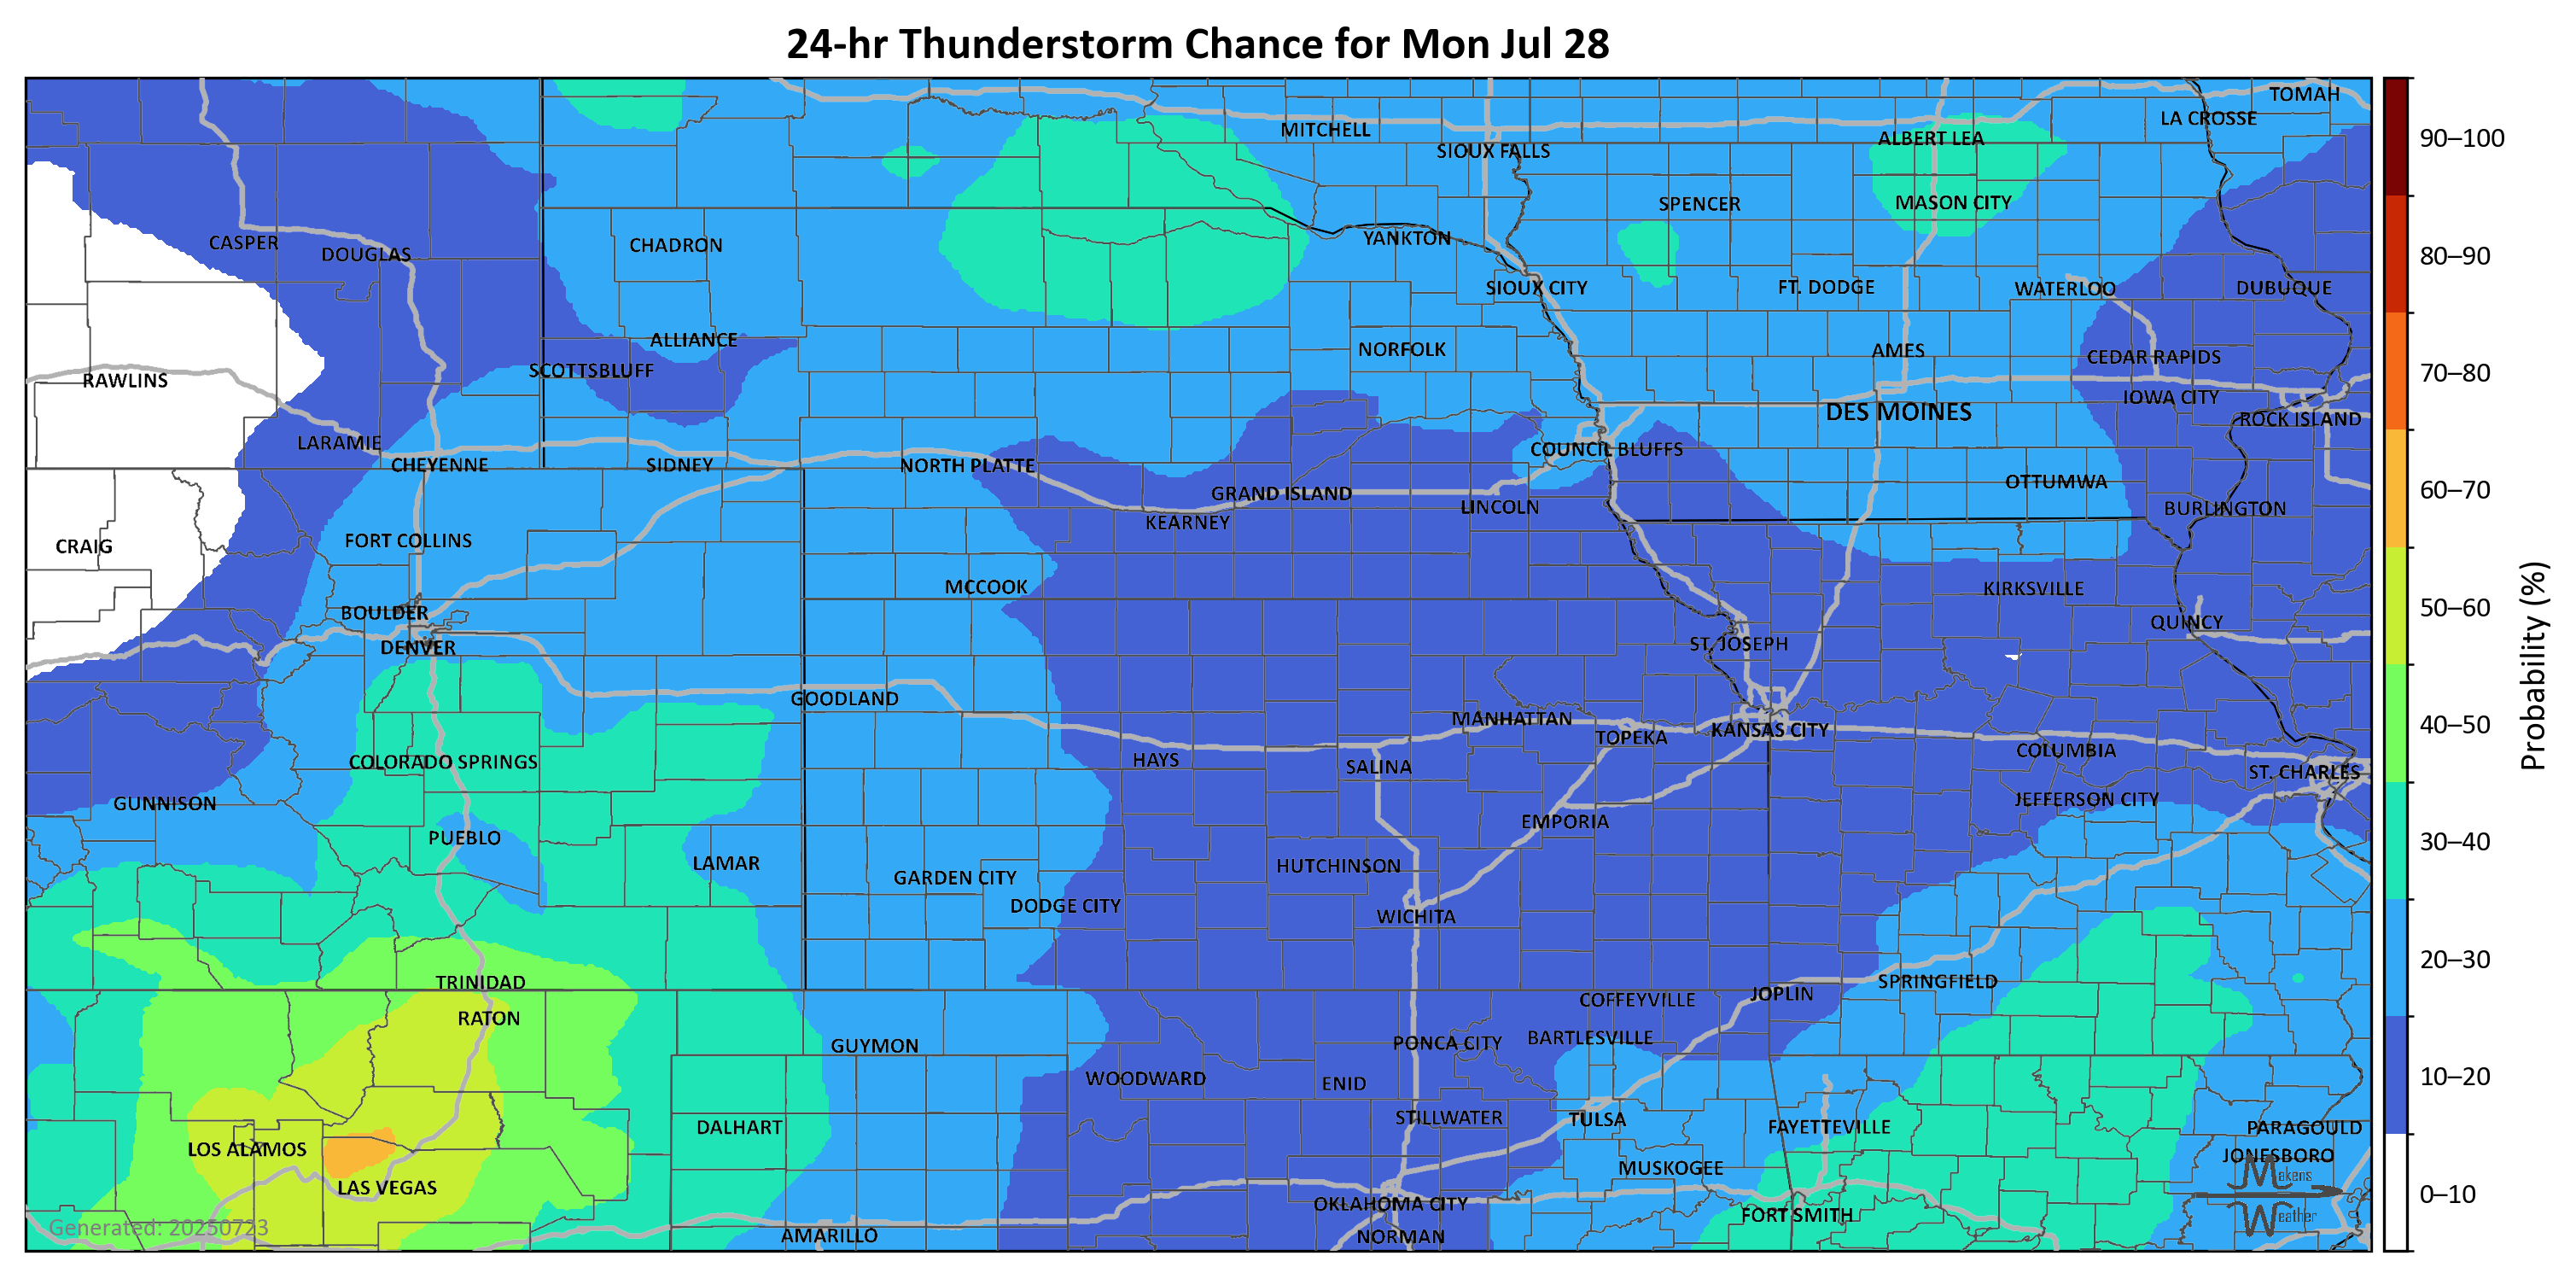 24-hr Thunderstorm Chance for Mon Jul 28
TOMAH
LA CROSSE
MITCHELL
ALBERT LEA
SIOUX FALLS
SPENCER
MASON CITY
CASPER
DOUGLAS
CHADRON
YANKTON
SIOUX CITY
FT. DODGE
WATERLOO
DUBUQUE
ALLIANCE
NORFOLK
AMES
CEDAR RAPIDS
SCOTTSBLUFF
RAWLINS
IOWA CITY
DES MOINES
ROCK ISLAND
LARAMIE
COUNCIL BLUFFS
CHEYENNE
SIDNEY
NORTH PLATTE
OTTUMWA
GRAND ISLAND
LINCOLN
BURLINGTON
KEARNEY
FORT COLLINS
CRAIG
MCCOOK
KIRKSVILLE
BOULDER
QUINCY
DENVER
ST. JOSEPH
GOODLAND
MANHATTAN
TOPEKA
KANSAS CITY
COLUMBIA
COLORADO SPRINGS
HAYS
SALINA
ST. CHARLES
GUNNISON
JEFFERSON CITY
EMPORIA
PUEBLO
LAMAR
HUTCHINSON
GARDEN CITY
DODGE CITY
WICHITA
TRINIDAD
SPRINGFIELD
JOPLIN
COFFEYVILLE
RATON
GUYMON
PONCA CITY
BARTLESVILLE
WOODWARD
ENID
STILLWATER
TULSA
DALHART
FAYETTEVILLE
PARAGOULD
LOS ALAMOS
JONESBORO
MUSKOGEE
LAS VEGAS
OKLAHOMA CITY
FORT SMITH
AMARILLO
NORMAN
Generated: 20250723
Makens
Weather
90–100
80–90
70–80
60–70
50–60
40–50
30–40
20–30
10–20
0–10
Probability (%)